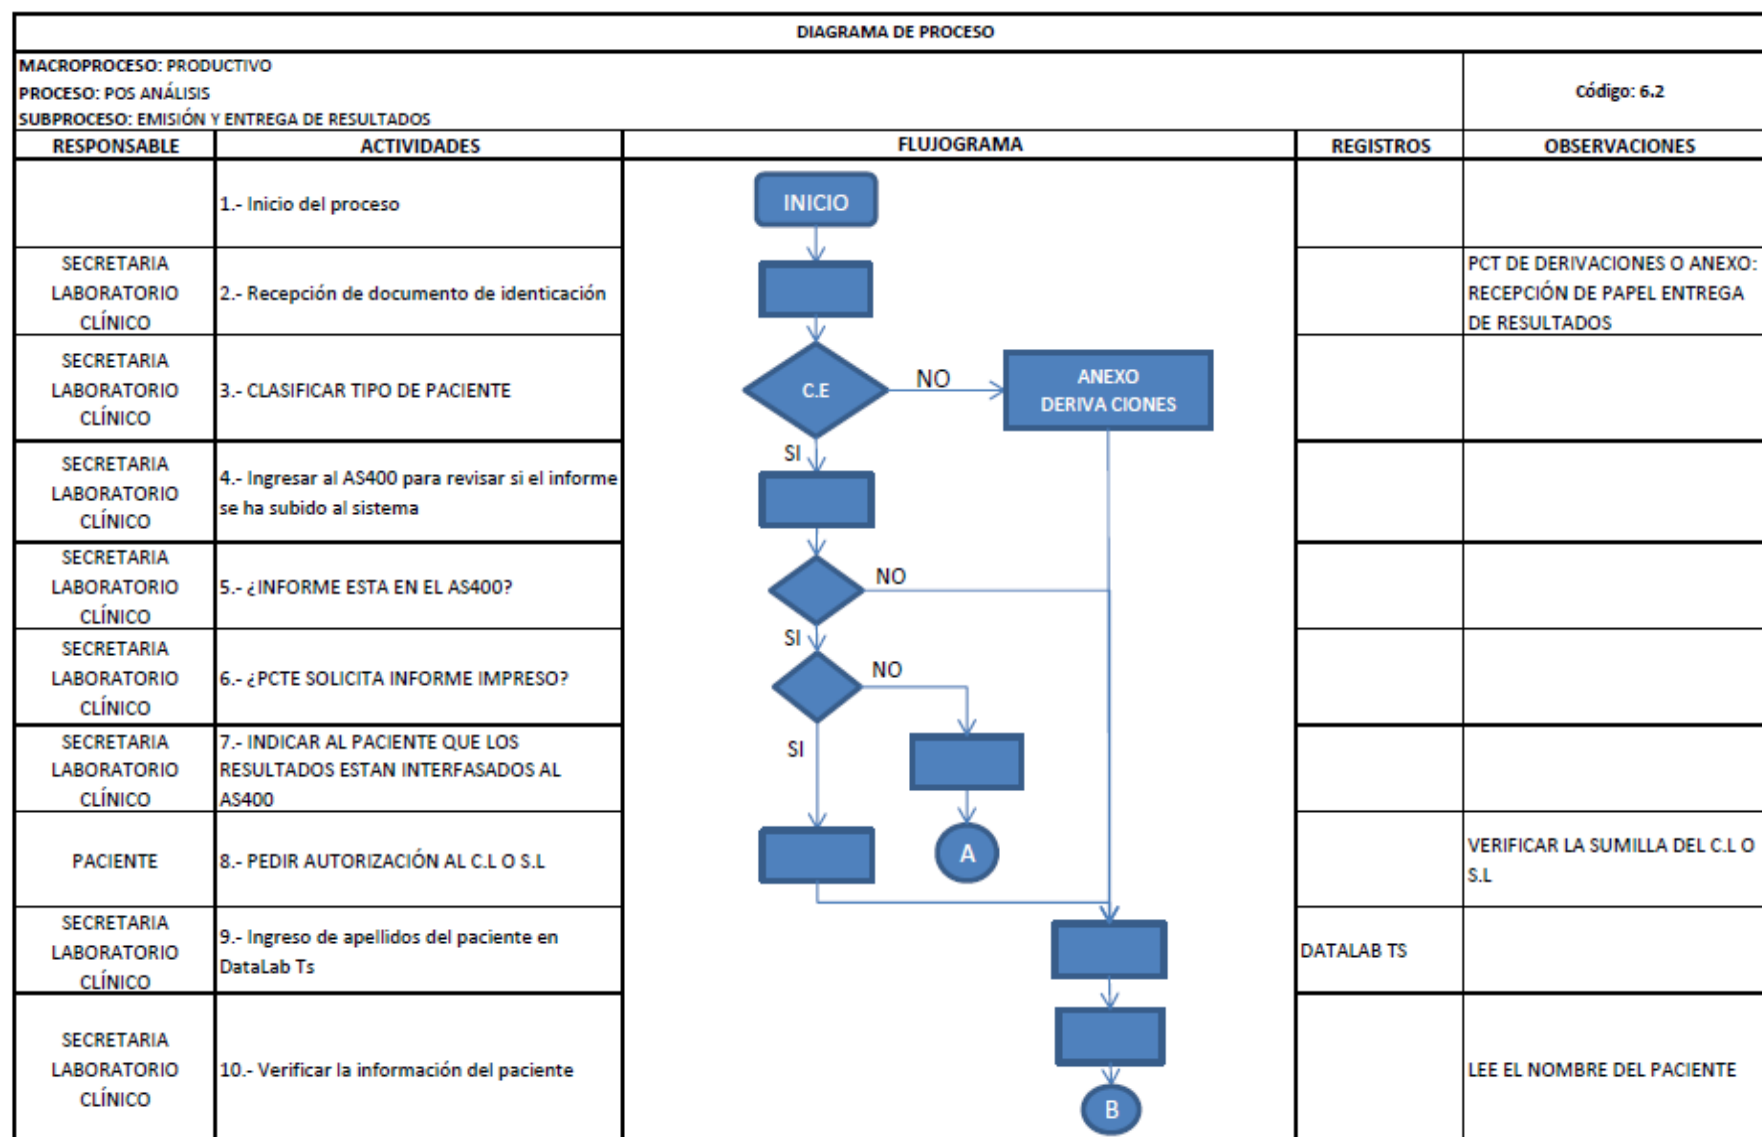 DIAGRAMA DE PROCESO
MACROPROCESO: PRODUCTIVO
PROCESO: POS ANÁLISIS
SUBPROCESO: EMISIÓN Y ENTREGA DE RESULTADOS
Código: 6.2
RESPONSABLE
ACTIVIDADES
FLUJOGRAMA
REGISTROS
OBSERVACIONES
1.- Inicio del proceso
INICIO
SECRETARIA
LABORATORIO
CLÍNICO
2.- Recepción de documento de identicación
PCT DE DERIVACIONES O ANEXO:
RECEPCIÓN DE PAPEL ENTREGA
DE RESULTADOS
SECRETARIA
LABORATORIO
CLÍNICO
3.- CLASIFICAR TIPO DE PACIENTE
C.E
NO
ANEXO
DERIVA CIONES
SI
SECRETARIA
LABORATORIO
CLÍNICO
4.- Ingresar al AS400 para revisar si el informe
se ha subido al sistema
SECRETARIA
LABORATORIO
CLÍNICO
5.- ¿INFORME ESTA EN EL AS400?
NO
SI
SECRETARIA
LABORATORIO
CLÍNICO
6.- ¿PCTE SOLICITA INFORME IMPRESO?
NO
SI
SECRETARIA
LABORATORIO
CLÍNICO
7.- INDICAR AL PACIENTE QUE LOS
RESULTADOS ESTAN INTERFASADOS AL
AS400
PACIENTE
8.- PEDIR AUTORIZACIÓN AL C.L O S.L
A
VERIFICAR LA SUMILLA DEL C.L O
S.L
SECRETARIA
LABORATORIO
CLÍNICO
9.- Ingreso de apellidos del paciente en
DataLab Ts
DATALAB TS
SECRETARIA
LABORATORIO
CLÍNICO
10.- Verificar la información del paciente
B
LEE EL NOMBRE DEL PACIENTE